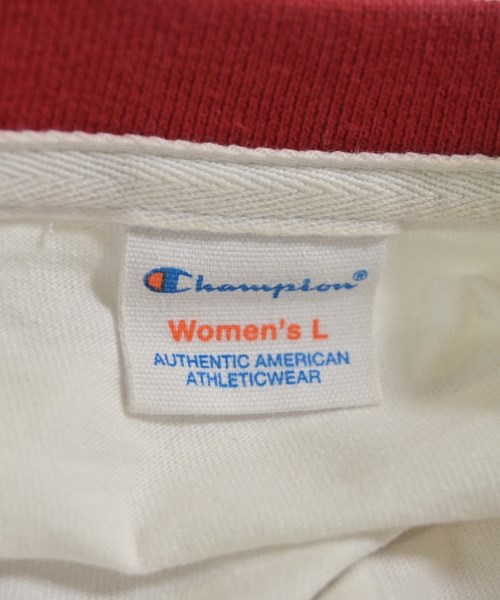 Champion®
Women's L
AUTHENTIC AMERICAN
ATHLETICWEAR